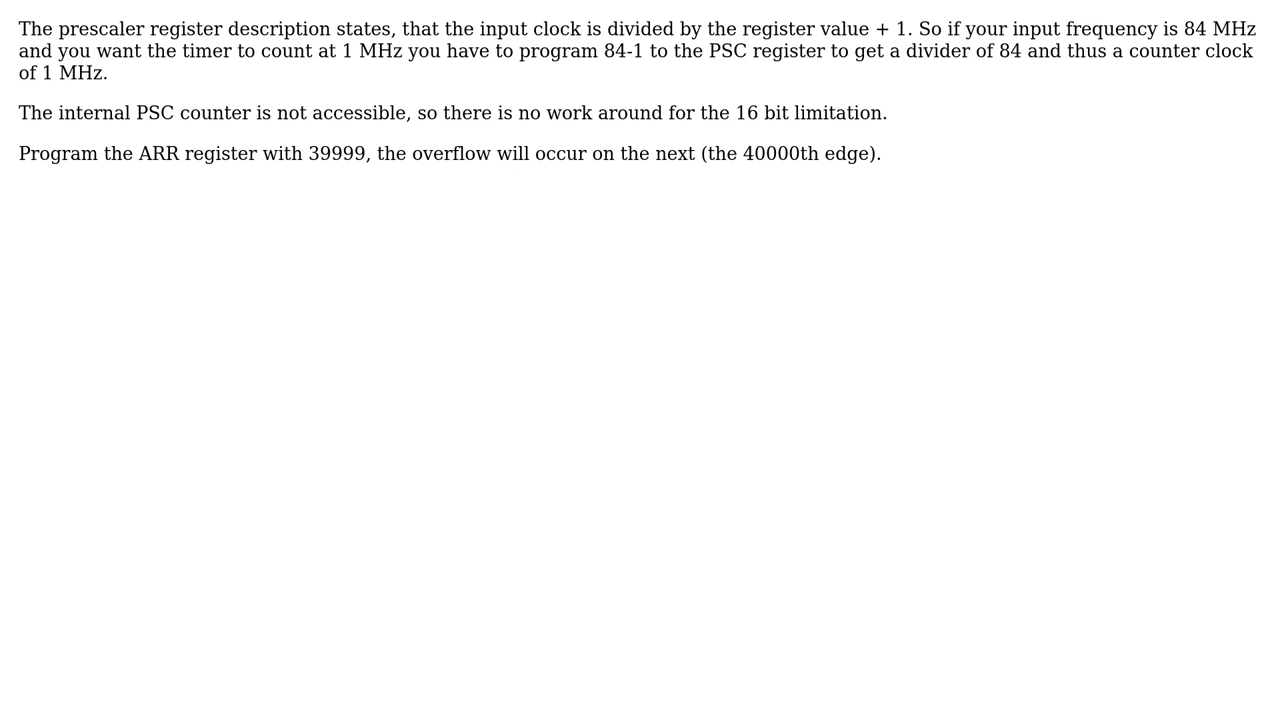 The prescaler register description states, that the input clock is divided by the register value + 1. So if your input frequency is 84 MHz
and you want the timer to count at 1 MHz you have to program 84-1 to the PSC register to get a divider of 84 and thus a counter clock
of 1 MHz.
The internal PSC counter is not accessible, so there is no work around for the 16 bit limitation.
Program the ARR register with 39999, the overflow will occur on the next (the 40000th edge).